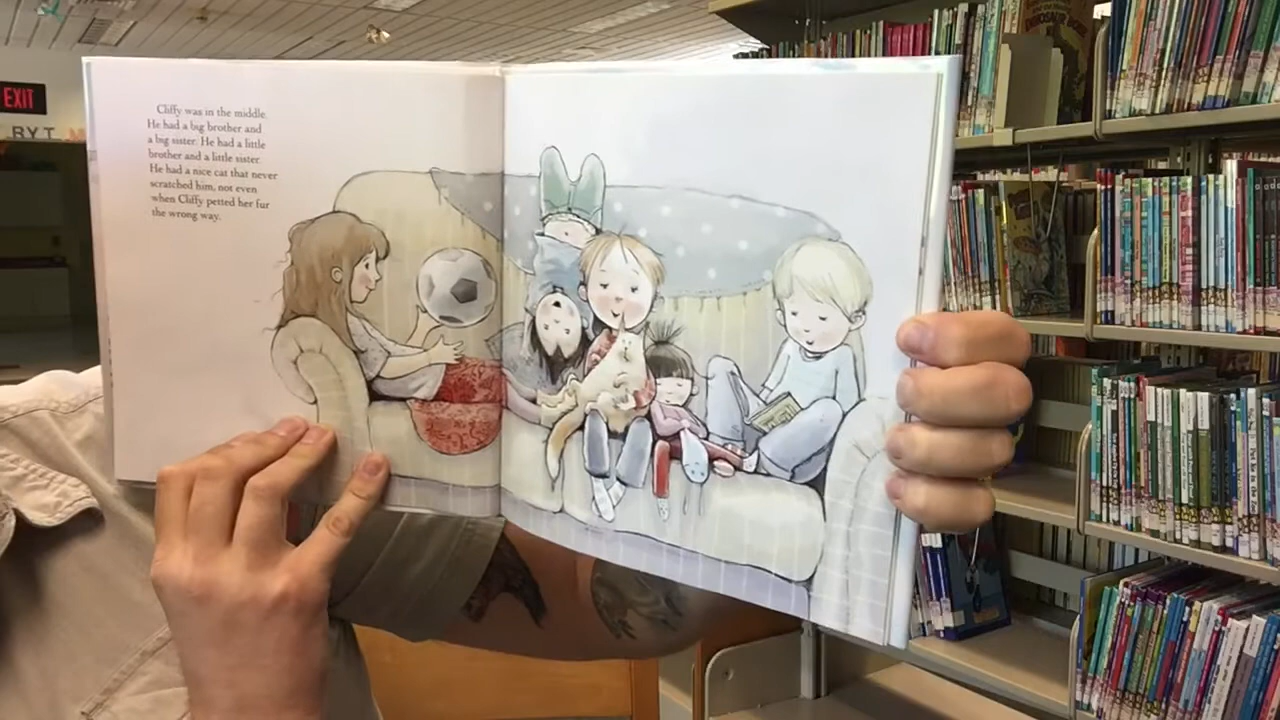 EXIT
RY T
DINOSAUR
Cliffy was in the middle.
He had a big brother and
a big sister. He had a little
brother and a little sister.
He had a nice cat that never
scratched him, not even
when Cliffy petted her fur
the wrong way.